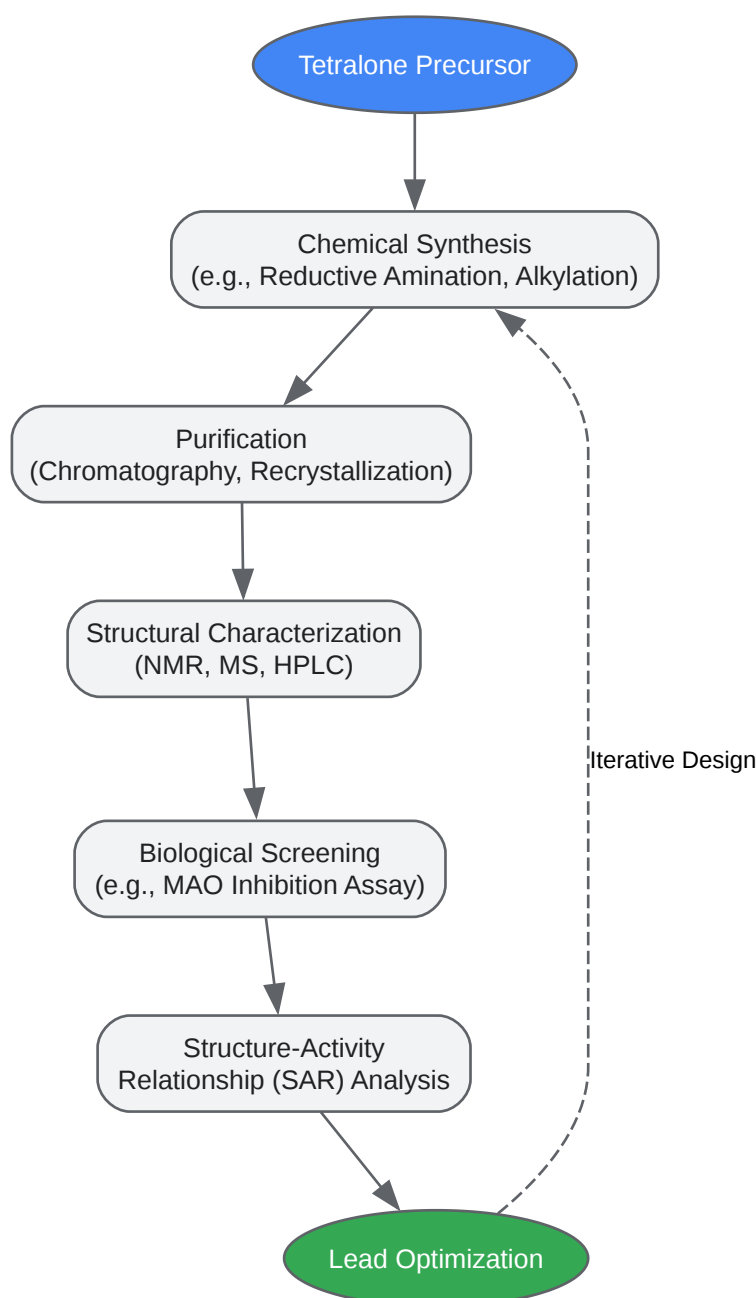 Tetralone Precursor
Chemical Synthesis
(e.g., Reductive Amination, Alkylation)
Purification
(Chromatography, Recrystallization)
Structural Characterization
(NMR, MS, HPLC)
Iterative Design
Biological Screening
(e.g., MAO Inhibition Assay)
Structure-Activity
Relationship (SAR) Analysis
Lead Optimization